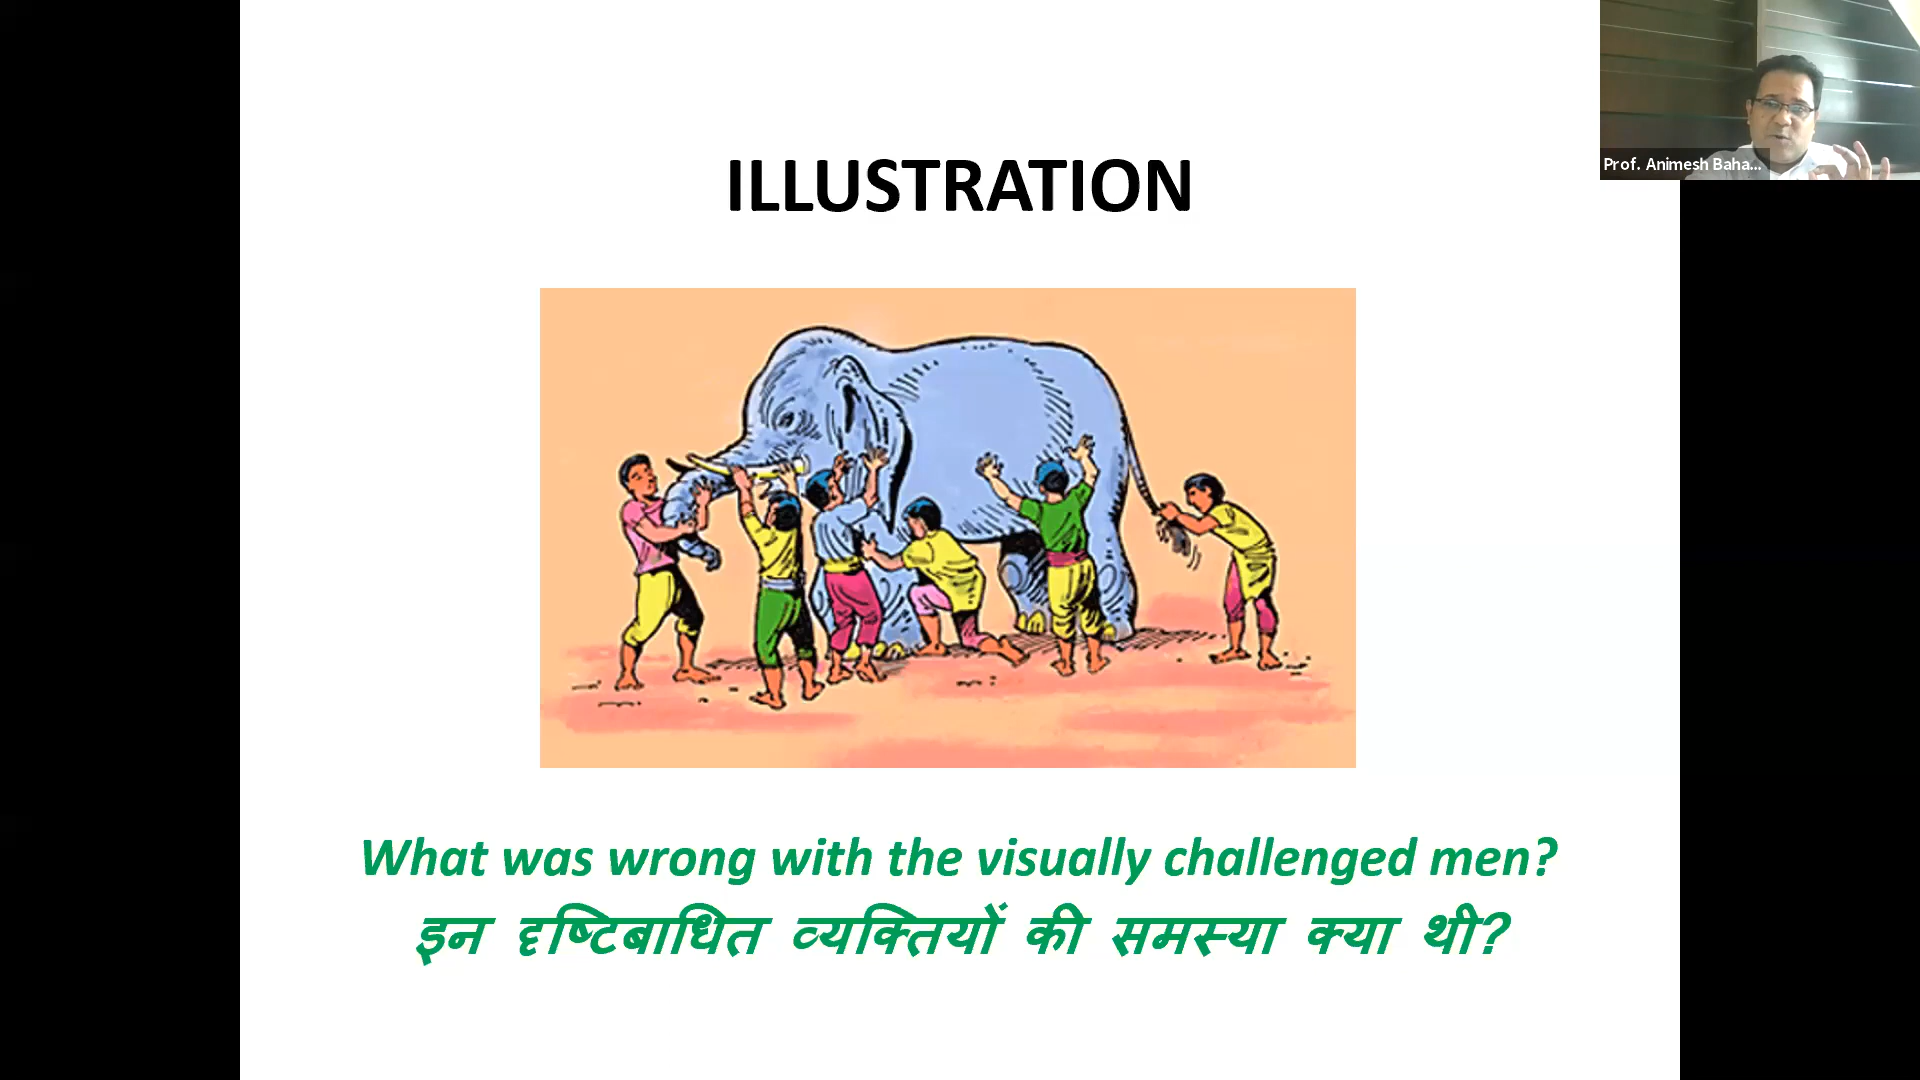 Prof. Animesh Baha...
ILLUSTRATION
What was wrong with the visually challenged men?
इन दृष्टिबाधित व्यक्तियों की समस्या क्या थी?